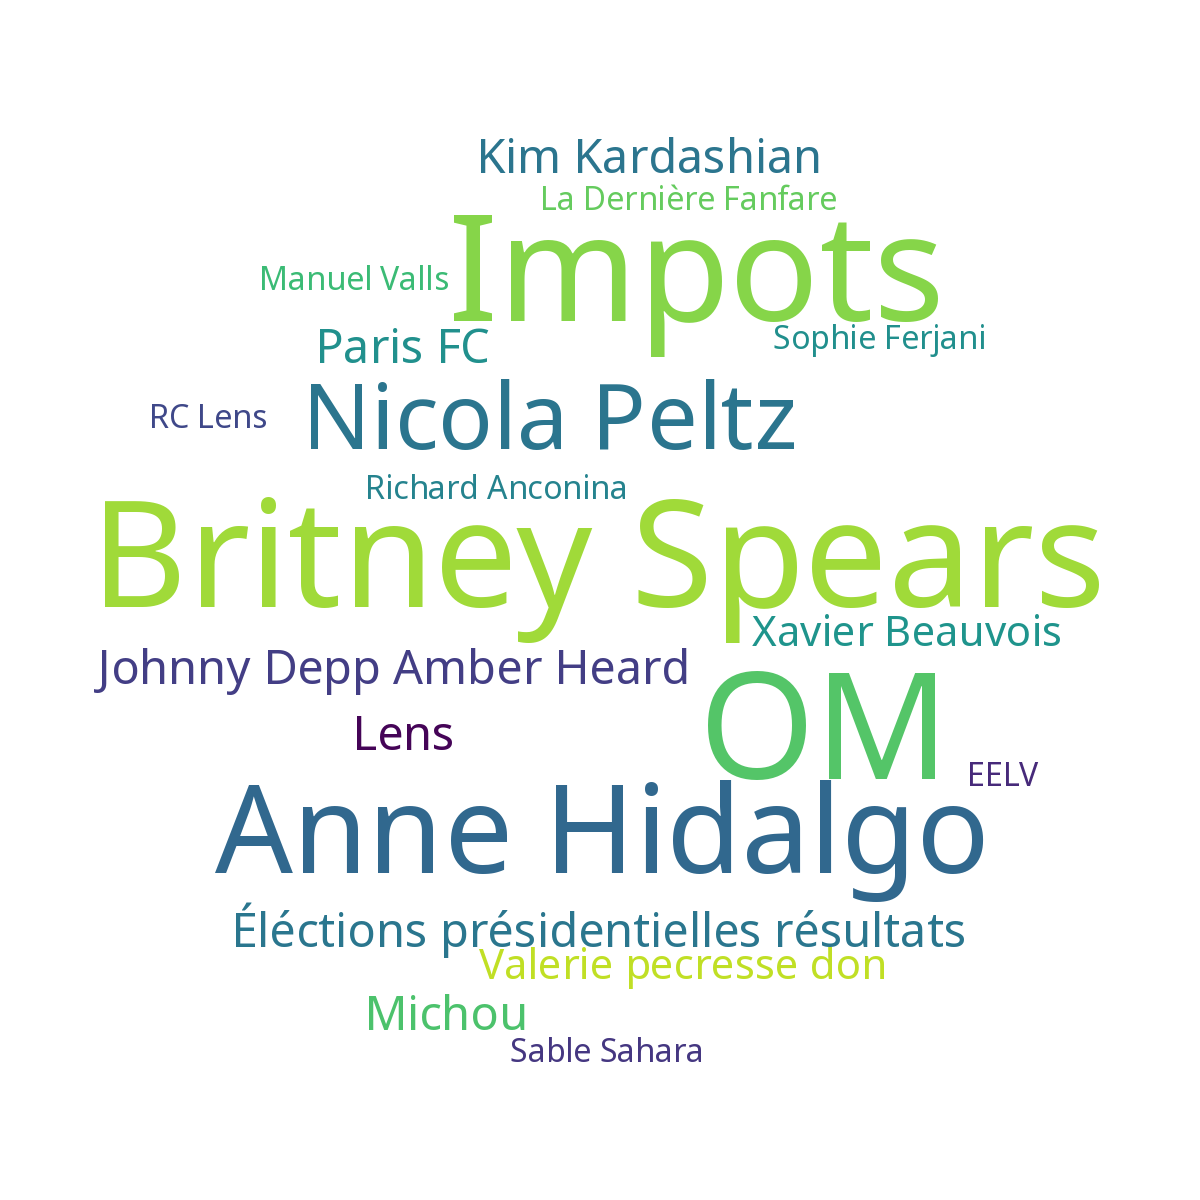 Kim Kardashian
La Dernière Fanfare
Impots
Manuel Valls
Sophie Ferjani
Paris FC
Nicola Peltz
RC Lens
Richard Anconina
Britney Spears
Xavier Beauvois
Johnny Depp Amber Heard
OM
Lens
EELV
Anne Hidalgo
Éléctions présidentielles résultats
Valerie pecresse don
Michou
Sable Sahara